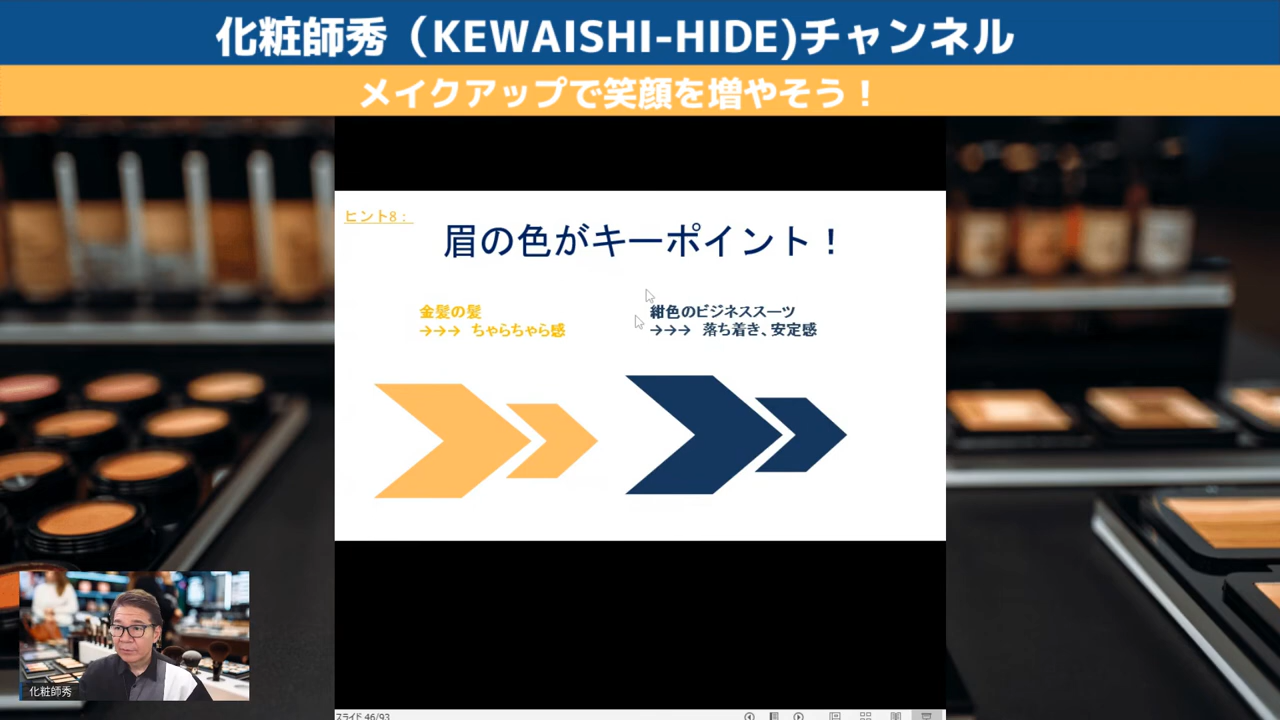 化粧師秀（KEWAISHI-HIDE)チャンネル
メイクアップで笑顔を増やそう！
ヒント8：
眉の色がキーポイント！
金髪の髪
→→→ ちゃらちゃら感
紺色のビジネススーツ
→→→ 落ち着き、安定感
化粧師秀
スライド 46/93